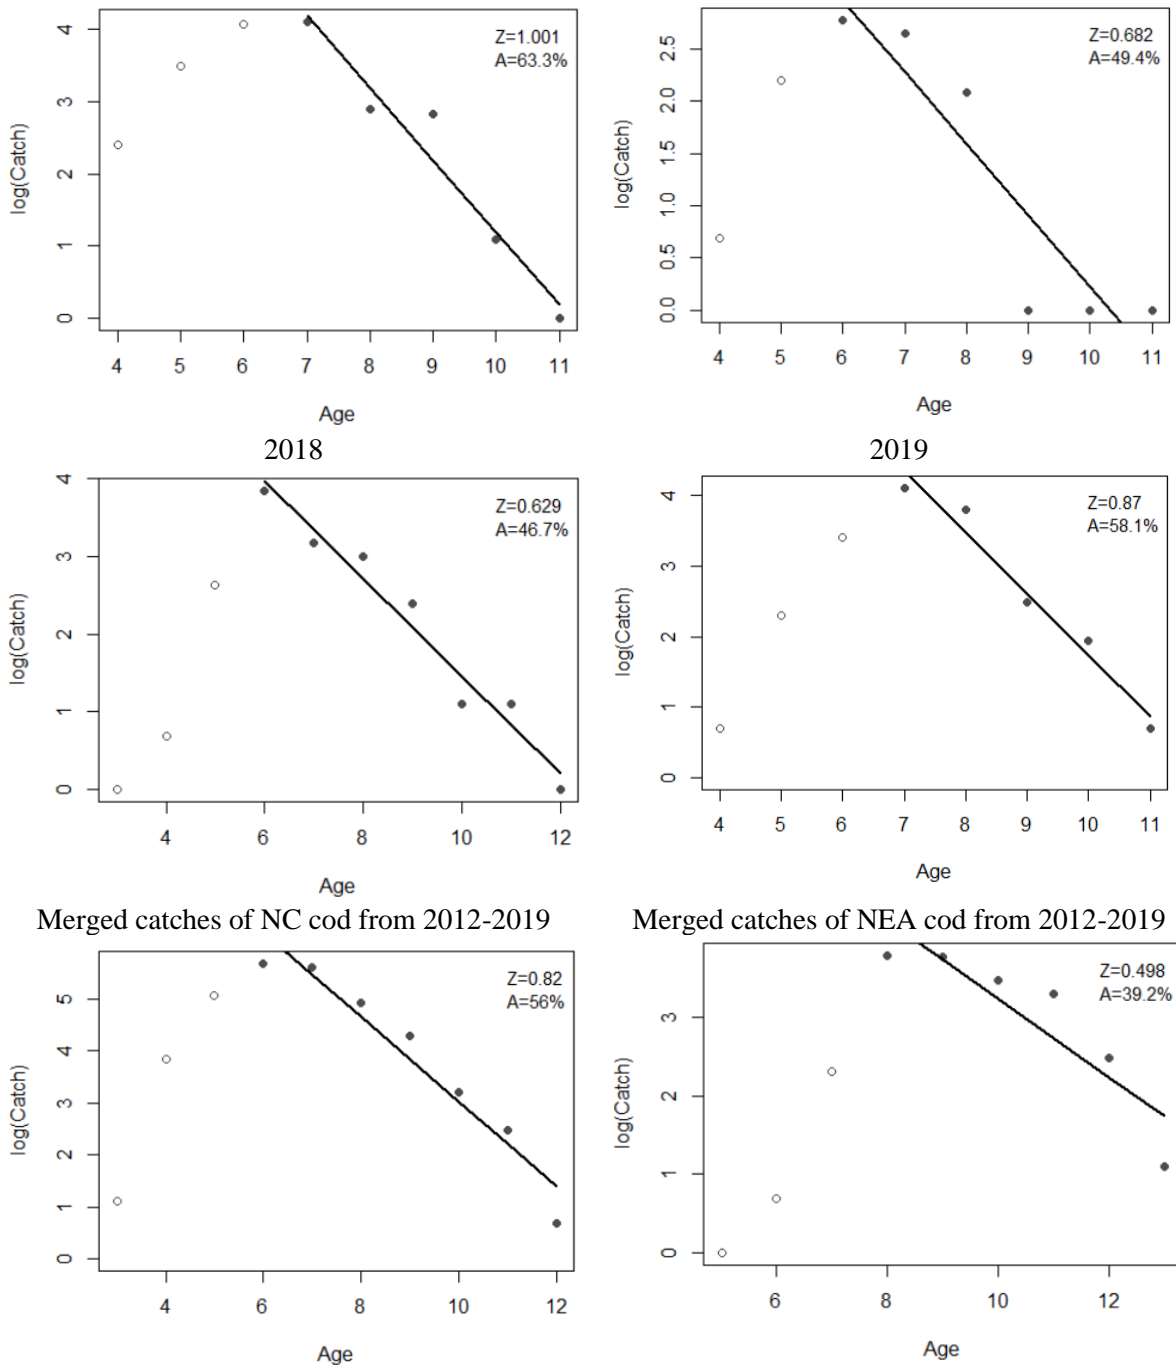 Z=1.001
A=63.3%
log(Catch)
4
3
2
1
0
4 5 6 7 8 9 10 11
Age
Z=0.682
A=49.4%
log(Catch)
2.5
2.0
1.5
1.0
0.5
0.0
4 5 6 7 8 9 10 11
Age
2018
2019
Z=0.629
A=46.7%
log(Catch)
4
3
2
1
0
4 6 8 10 12
Age
Z=0.87
A=58.1%
log(Catch)
4
3
2
1
0
4 5 6 7 8 9 10 11
Age
Merged catches of NC cod from 2012-2019
Merged catches of NEA cod from 2012-2019
Z=0.82
A=56%
log(Catch)
5
4
3
2
1
0
4 6 8 10 12
Age
Z=0.498
A=39.2%
log(Catch)
3
2
1
0
6 8 10 12
Age